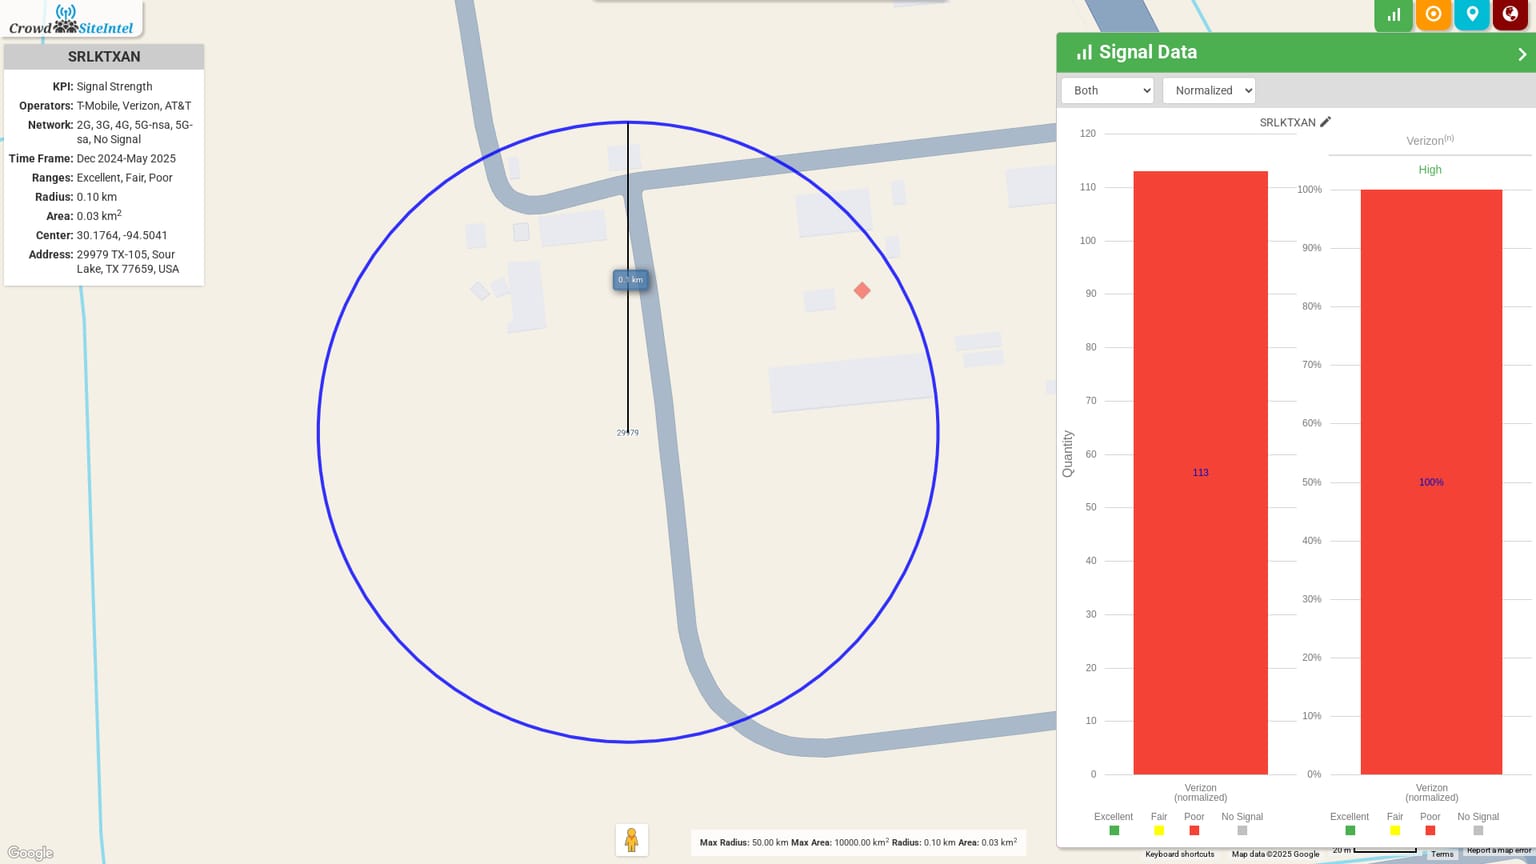 Crowd SiteIntel
SRLKTXAN
KPI: Signal Strength
Operators: T-Mobile, Verizon, AT&T
Network: 2G, 3G, 4G, 5G-nsa, 5G-
sa, No Signal
Time Frame: Dec 2024-May 2025
Ranges: Excellent, Fair, Poor
Radius: 0.10 km
Area: 0.03 km²
Center: 30.1764, -94.5041
Address: 29979 TX-105, Sour
Lake, TX 77659, USA
0.1 km
29979
Google
Max Radius: 50.00 km Max Area: 10000.00 km² Radius: 0.10 km Area: 0.03 km²
Signal Data
Both
Normalized
SRLKTXAN
Verizon(n)
High
120
110
100
90
80
70
60
50
40
30
20
10
0
Quantity
113
Verizon
(normalized)
Excellent Fair Poor No Signal
100%
90%
80%
70%
60%
50%
40%
30%
20%
10%
0%
100%
Verizon
(normalized)
Excellent Fair Poor No Signal
Keyboard shortcuts
Map data ©2025 Google
20 m
Terms
Report a map error